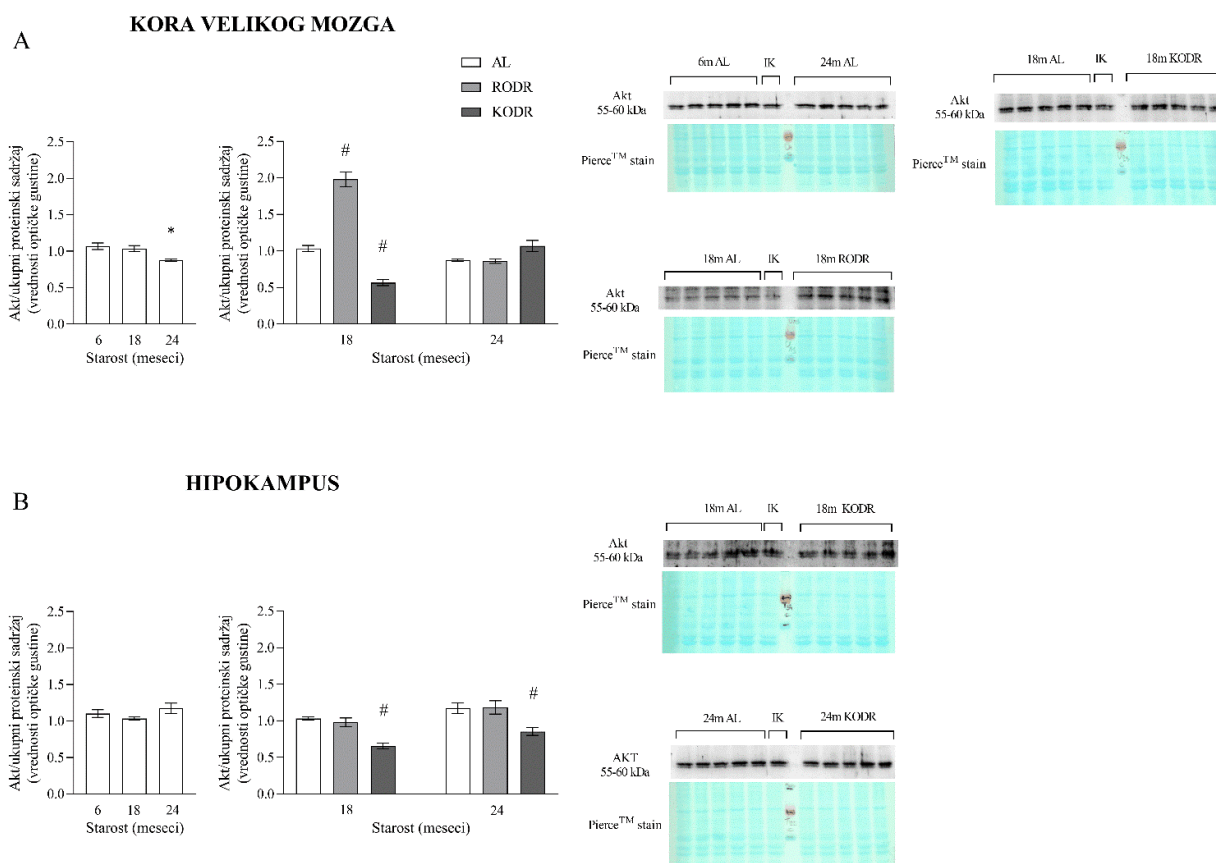 KORA VELIKOG MOZGA
A
AL
RODR
KODR
Akt/ukupni proteinski sadržaj
(vrednosti optičke gustine)
2.5
2.0
1.5
1.0
0.5
0.0
*
6 18 24
Starost (meseci)
Akt/ukupni proteinski sadržaj
(vrednosti optičke gustine)
2.5
2.0
1.5
1.0
0.5
0.0
#
#
18 24
Starost (meseci)
6m AL IK 24m AL
Akt
55-60 kDa
Pierce™ stain
18m AL IK 18m KODR
Akt
55-60 kDa
Pierce™ stain
18m AL IK 18m RODR
Akt
55-60 kDa
Pierce™ stain
HIPOKAMPUS
B
Akt/ukupni proteinski sadržaj
(vrednosti optičke gustine)
2.5
2.0
1.5
1.0
0.5
0.0
6 18 24
Starost (meseci)
Akt/ukupni proteinski sadržaj
(vrednosti optičke gustine)
2.5
2.0
1.5
1.0
0.5
0.0
#
#
18 24
Starost (meseci)
18m AL IK 18m KODR
Akt
55-60 kDa
Pierce™ stain
24m AL IK 24m KODR
AKT
55-60 kDa
Pierce™ stain